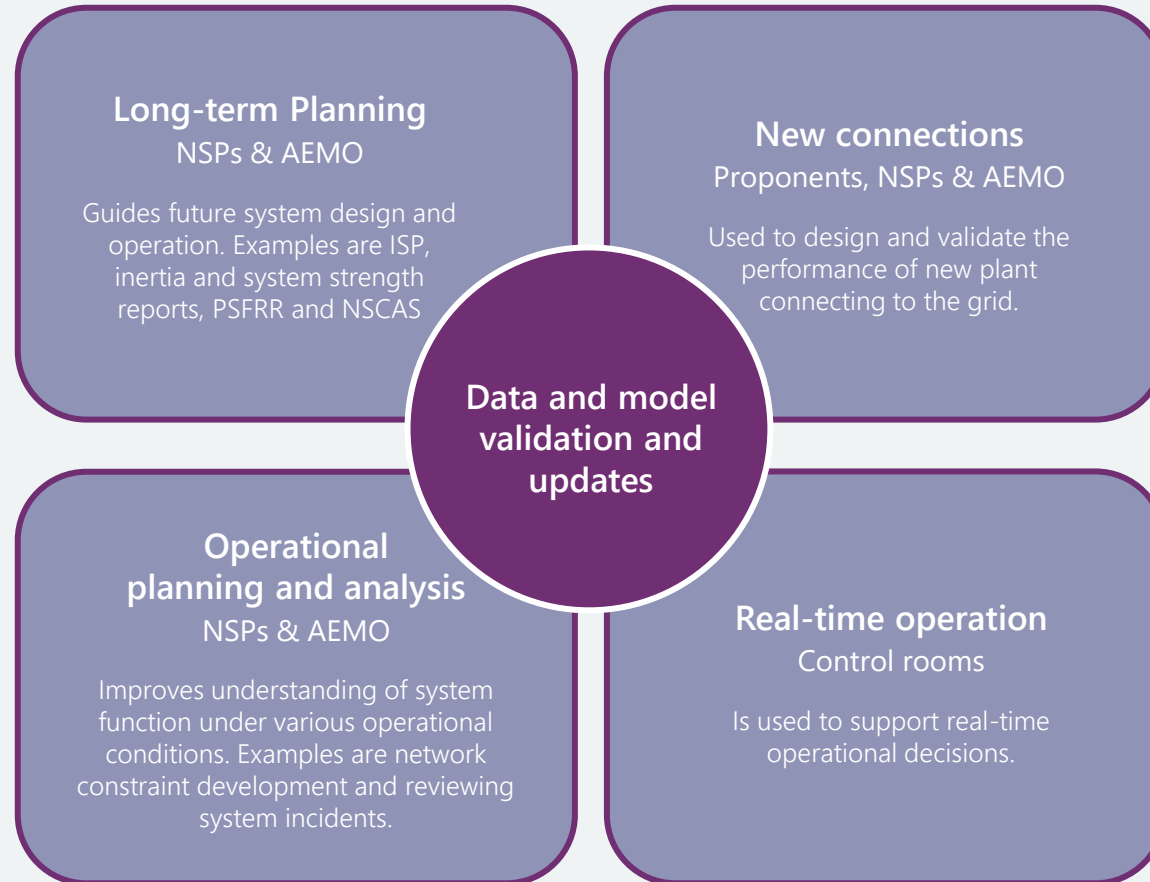 Long-term Planning
NSPs & AEMO
Guides future system design and
operation. Examples are ISP,
inertia and system strength
reports, PSFRR and NSCAS
New connections
Proponents, NSPs & AEMO
Used to design and validate the
performance of new plant
connecting to the grid.
Data and model
validation and
updates
Operational
planning and analysis
NSPs & AEMO
Improves understanding of system
function under various operational
conditions. Examples are network
constraint development and reviewing
system incidents.
Real-time operation
Control rooms
Is used to support real-time
operational decisions.